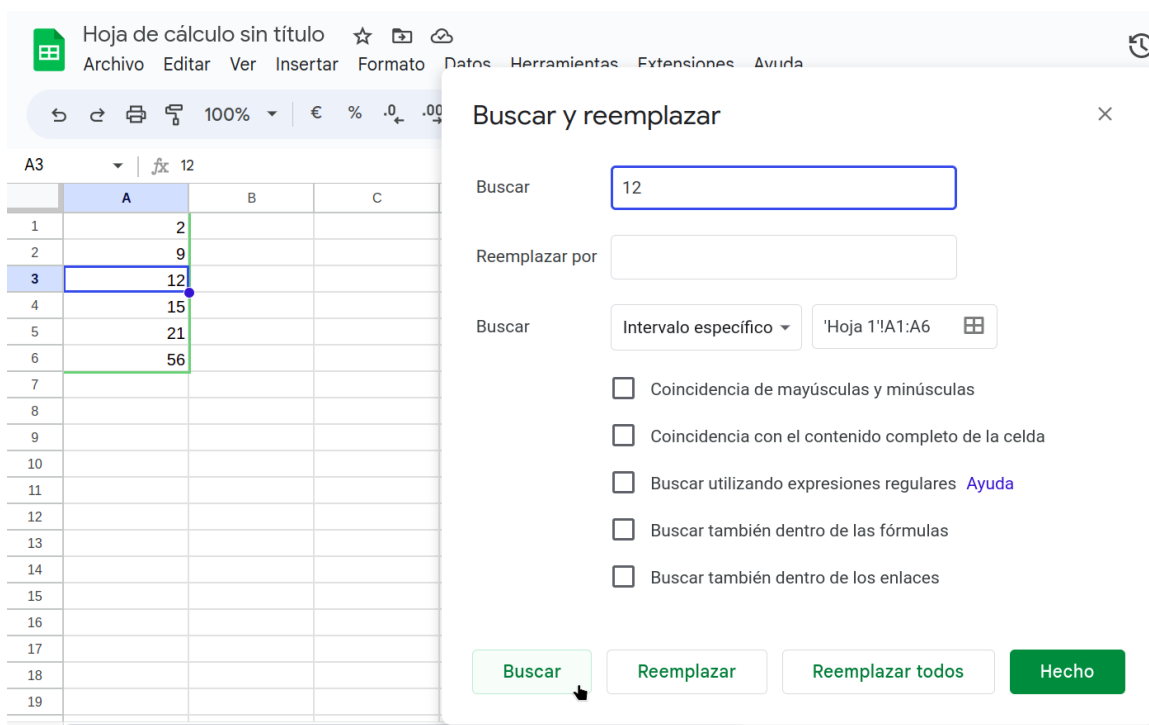 Hoja de cálculo sin título
Archivo Editar Ver Insertar Formato Datos Herramientas Extensiones Ayuda
100% € % .0 .00
Buscar y reemplazar
A3 fx 12
A B C
1 2
2 9
3 12
4 15
5 21
6 56
7
8
9
10
11
12
13
14
15
16
17
18
19
Buscar 12
Reemplazar por
Buscar Intervalo específico 'Hoja 1'!A1:A6
Coincidencia de mayúsculas y minúsculas
Coincidencia con el contenido completo de la celda
Buscar utilizando expresiones regulares Ayuda
Buscar también dentro de las fórmulas
Buscar también dentro de los enlaces
Buscar Reemplazar Reemplazar todos Hecho